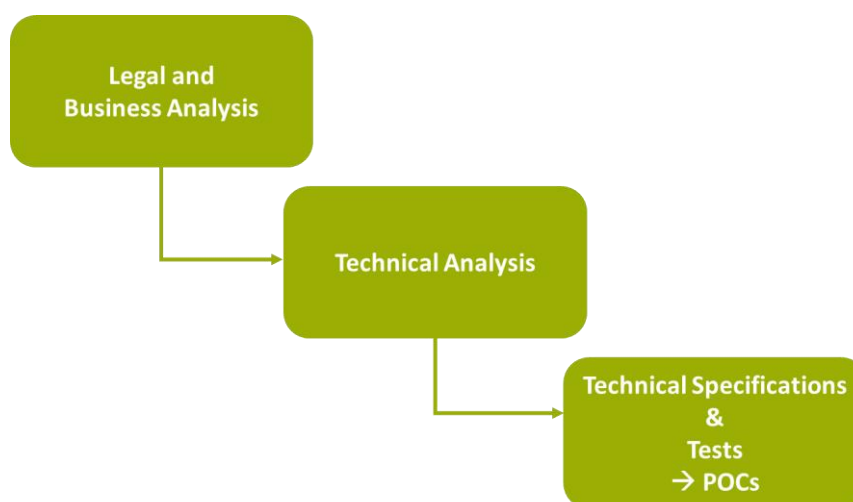 Legal and
Business Analysis
Technical Analysis
Technical Specifications
&
Tests
→ POCs